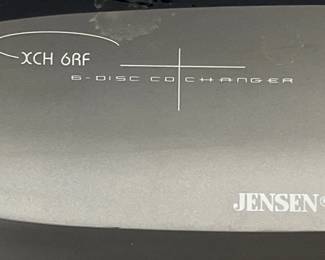 XCH 6RF
6-DISC CD CHANGER
JENSEN®